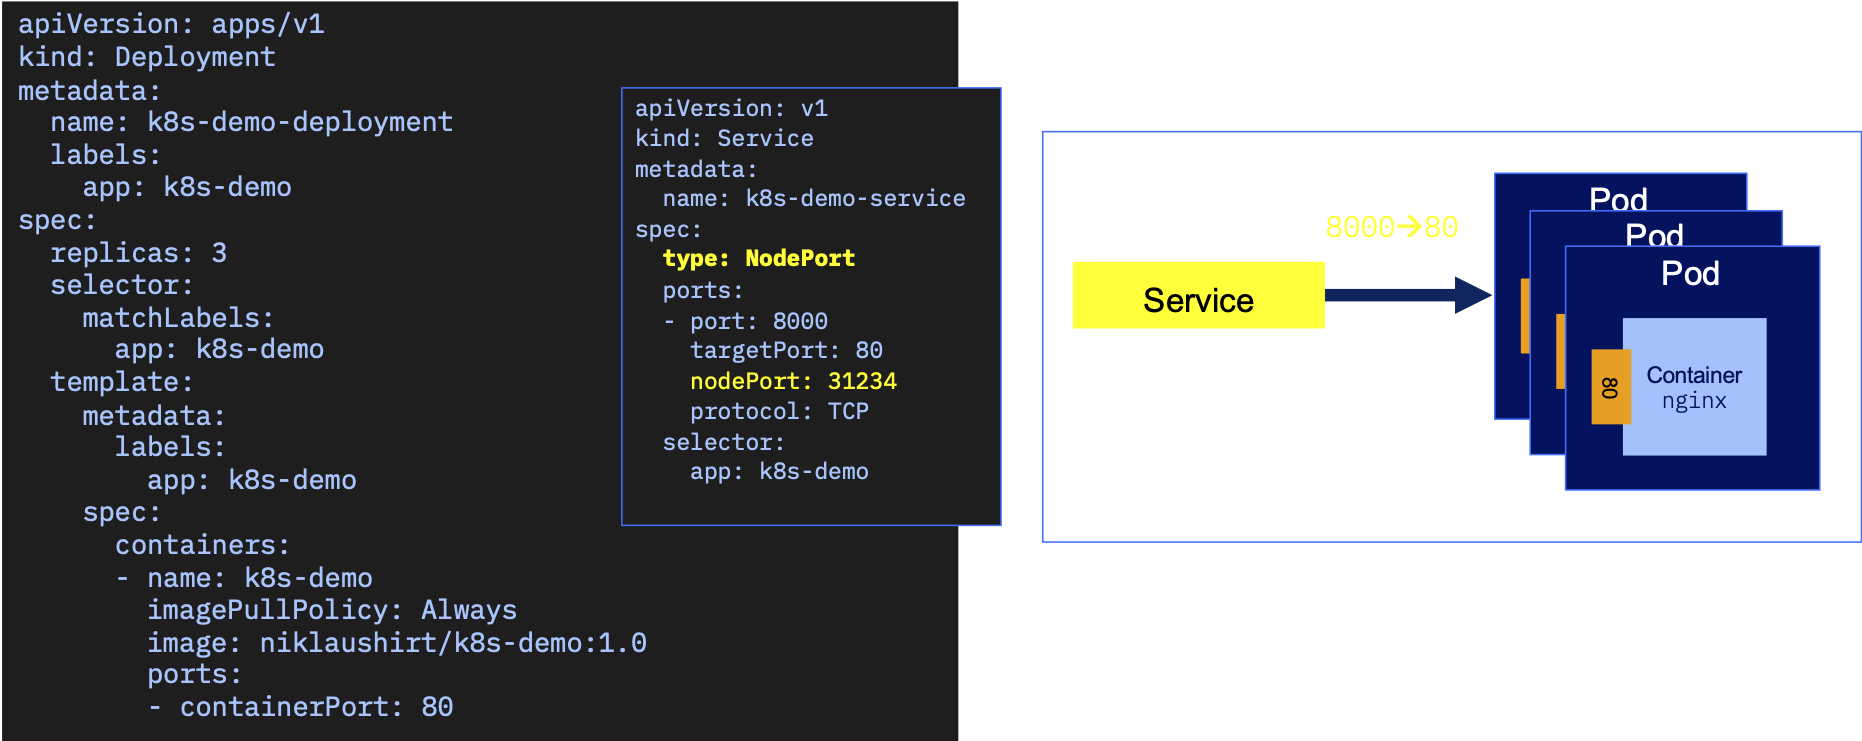 apiVersion: apps/v1
kind: Deployment
metadata:
  name: k8s-demo-deployment
  labels:
    app: k8s-demo
spec:
  replicas: 3
  selector:
    matchLabels:
      app: k8s-demo
  template:
    metadata:
      labels:
        app: k8s-demo
    spec:
      containers:
      - name: k8s-demo
        imagePullPolicy: Always
        image: niklaushirt/k8s-demo:1.0
        ports:
        - containerPort: 80
apiVersion: v1
kind: Service
metadata:
  name: k8s-demo-service
spec:
  type: NodePort
  ports:
  - port: 8000
    targetPort: 80
    nodePort: 31234
    protocol: TCP
  selector:
    app: k8s-demo
8000→80
Service
Pod
Pod
Pod
80
Container
nginx